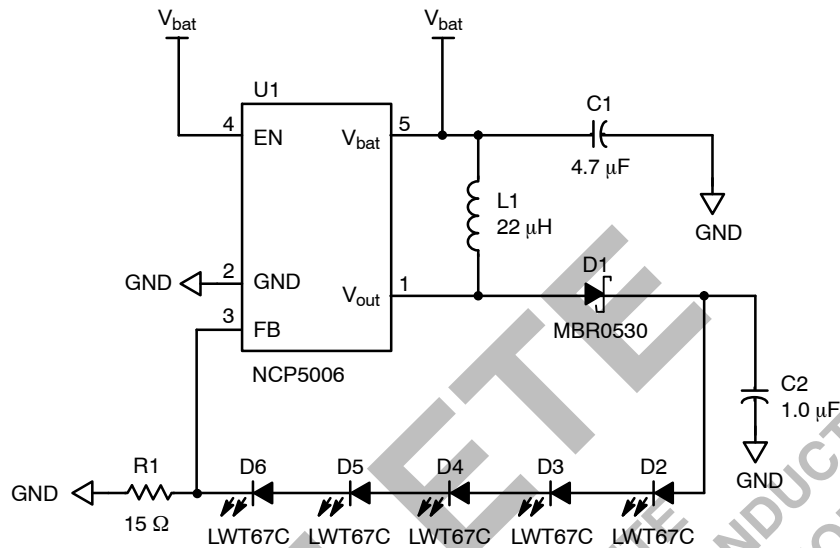 Vbat
Vbat
U1
C1
4
EN
Vbat
5
4.7 µF
L1
22 µH
GND
D1
GND
2
GND
Vout
1
3
FB
MBR0530
NCP5006
C2
1.0 µF
R1
D6
D5
D4
D3
D2
GND
GND
15 Ω
LWT67C
LWT67C
LWT67C
LWT67C
LWT67C